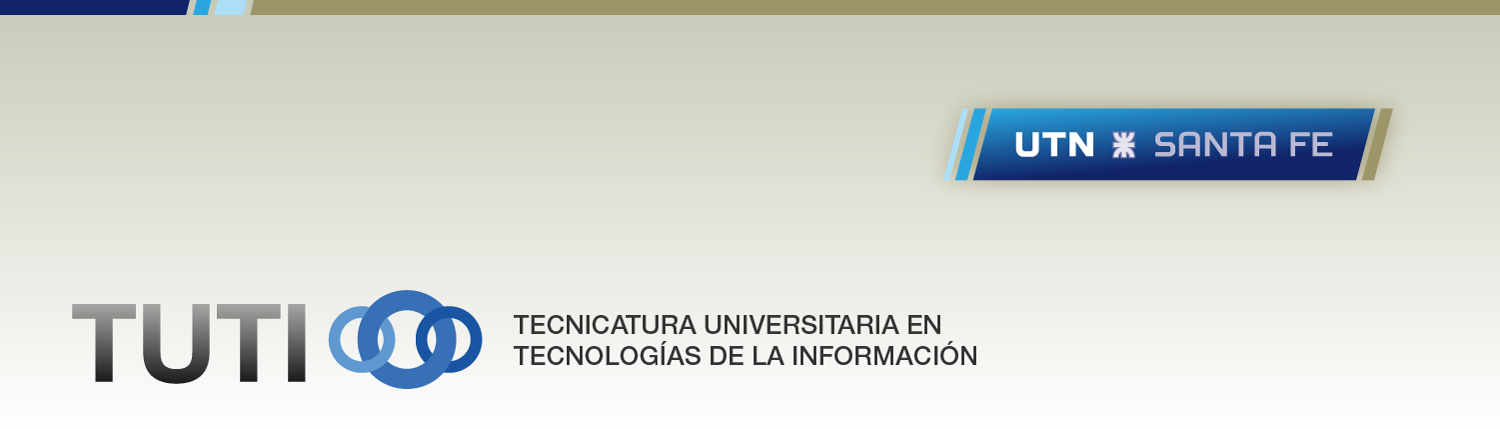 UTN SANTA FE
TUTI
TECNICATURA UNIVERSITARIA EN
TECNOLOGÍAS DE LA INFORMACIÓN